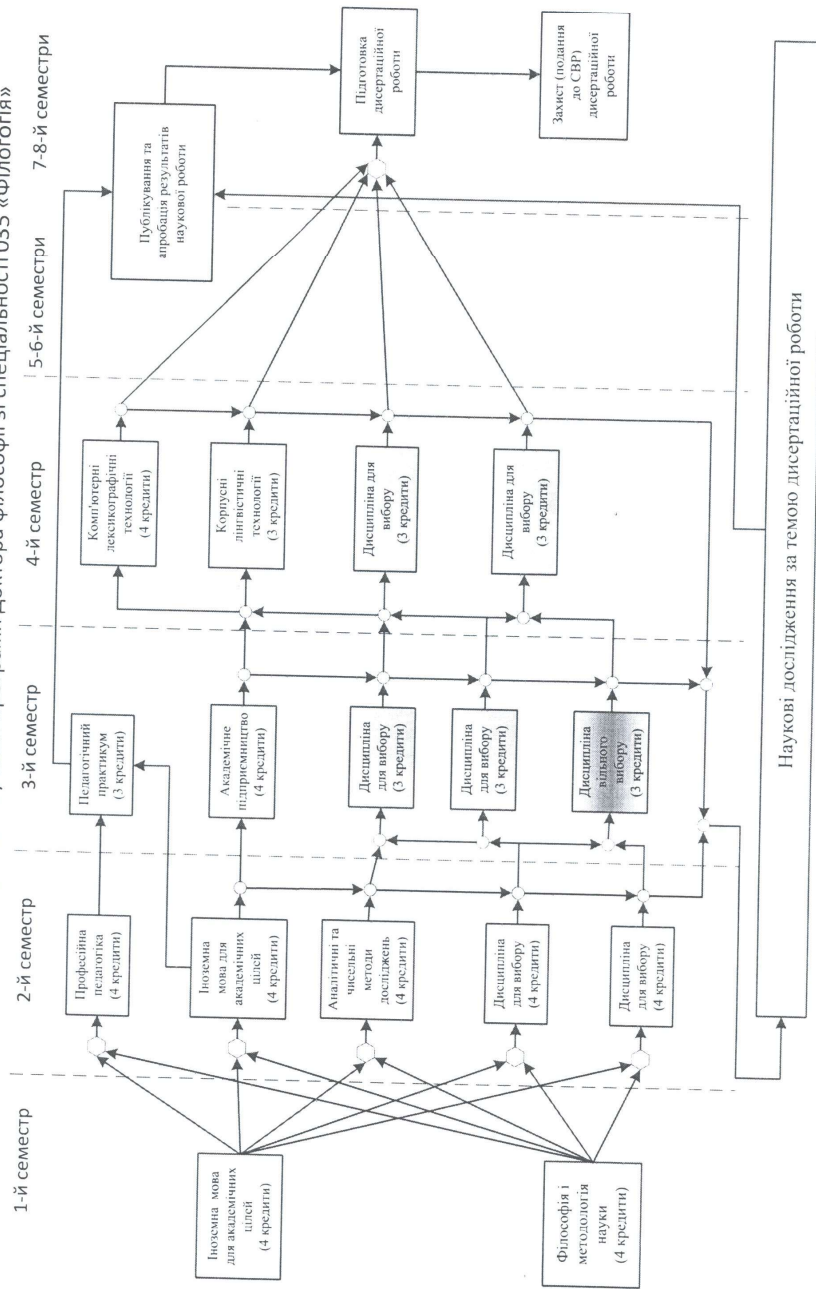 програми доктора філософії зі спеціальності 035 «Філологія»
1-й семестр
2-й семестр
3-й семестр
4-й семестр
5-6-й семестри
7-8-й семестри
Іноземна мова
для академічних
цілей
(4 кредити)
Філософія і
методологія
науки
(4 кредити)
Професійна
педагогіка
(4 кредити)
Іноземна
мова для
академічних
цілей
(4 кредити)
Аналітичні та
чисельні
методи
досліджень
(4 кредити)
Дисципліна
для вибору
(4 кредити)
Дисципліна
для вибору
(4 кредити)
Педагогічний
практикум
(3 кредити)
Академічне
підприємництво
(4 кредити)
Дисципліна
для вибору
(3 кредити)
Дисципліна
для вибору
(3 кредити)
Дисципліна
вільного
вибору
(3 кредити)
Комп'ютерні
лексикографічні
технології
(4 кредити)
Корпусні
лінгвістичні
технології
(3 кредити)
Дисципліна для
вибору
(3 кредити)
Дисципліна для
вибору
(3 кредити)
Публікування та
апробація результатів
наукової роботи
Підготовка
дисертаційної
роботи
Захист (подання
до СВР)
дисертаційної
роботи
Наукові дослідження за темою дисертаційної роботи